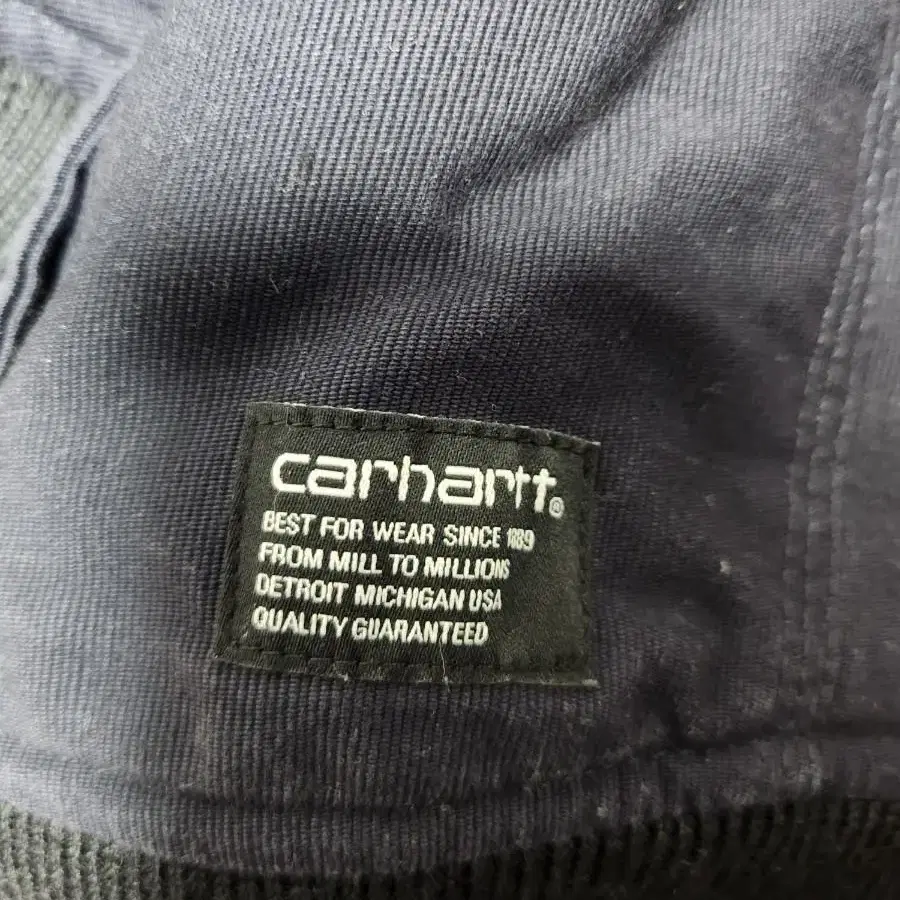 carhartt®
BEST FOR WEAR SINCE 1889
FROM MILL TO MILLIONS
DETROIT MICHIGAN USA
QUALITY GUARANTEED